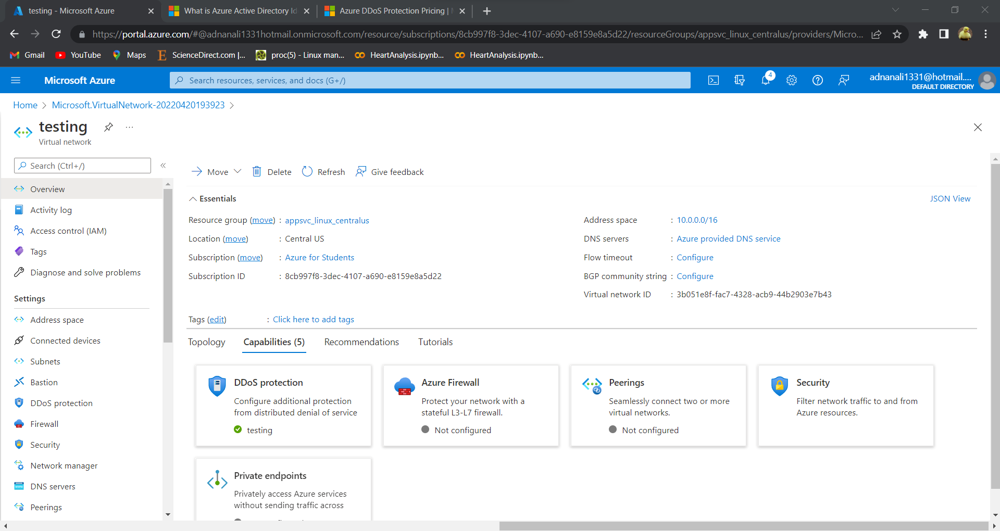 testing - Microsoft Azure
What is Azure Active Directory Id
Azure DDoS Protection Pricing |
https://portal.azure.com/#@adnanali1331hotmail.onmicrosoft.com/resource/subscriptions/8cb997f8-3dec-4107-a690-e8159e8a5d22/resourceGroups/appsvc_linux_centralus/providers/Micro...
Gmail
YouTube
Maps
ScienceDirect.com |...
proc(5) - Linux man...
HeartAnalysis.ipynb...
HeartAnalysis.ipynb...
Microsoft Azure
Search resources, services, and docs (G+/)
4
adnanali1331@hotmail....
DEFAULT DIRECTORY
Home > Microsoft.VirtualNetwork-20220420193923 >
testing
...
Virtual network
Search (Ctrl+/)
«
Overview
Activity log
Access control (IAM)
Tags
Diagnose and solve problems
Settings
Address space
Connected devices
Subnets
Bastion
DDoS protection
Firewall
Security
Network manager
DNS servers
Peerings
Move
Delete
Refresh
Give feedback
Essentials
JSON View
Resource group (move) : appsvc_linux_centralus
Location (move) : Central US
Subscription (move) : Azure for Students
Subscription ID : 8cb997f8-3dec-4107-a690-e8159e8a5d22
Address space : 10.0.0.0/16
DNS servers : Azure provided DNS service
Flow timeout : Configure
BGP community string : Configure
Virtual network ID : 3b051e8f-fac7-4328-acb9-44b2903e7b43
Tags (edit) : Click here to add tags
Topology
Capabilities (5)
Recommendations
Tutorials
DDoS protection
Configure additional protection
from distributed denial of service
testing
Azure Firewall
Protect your network with a
stateful L3-L7 firewall.
Not configured
Peerings
Seamlessly connect two or more
virtual networks.
Not configured
Security
Filter network traffic to and from
Azure resources.
Private endpoints
Privately access Azure services
without sending traffic across